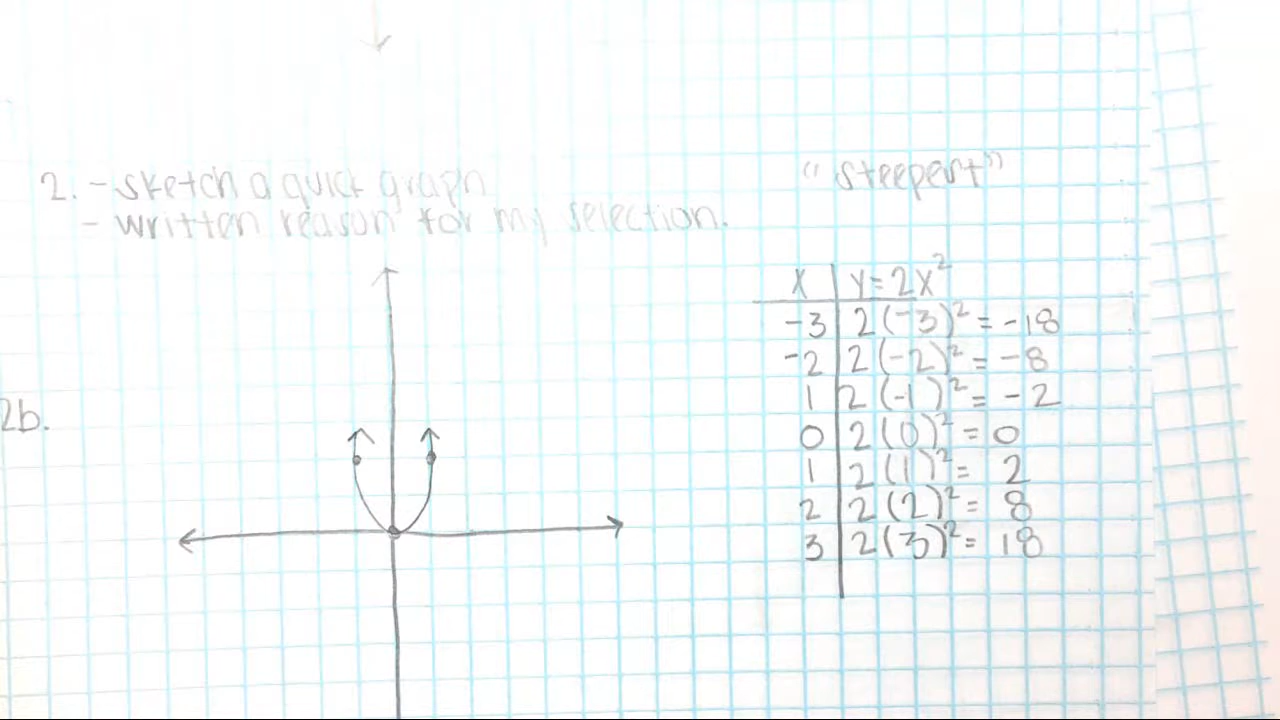 2. - sketch a quick graph
- written reason for my selection.
"steepest"
x | y = 2x²
-3 | 2(-3)² = -18
-2 | 2(-2)² = -8
1 | 2(-1)² = -2
0 | 2(0)² = 0
1 | 2(1)² = 2
2 | 2(2)² = 8
3 | 2(3)² = 18
2b.